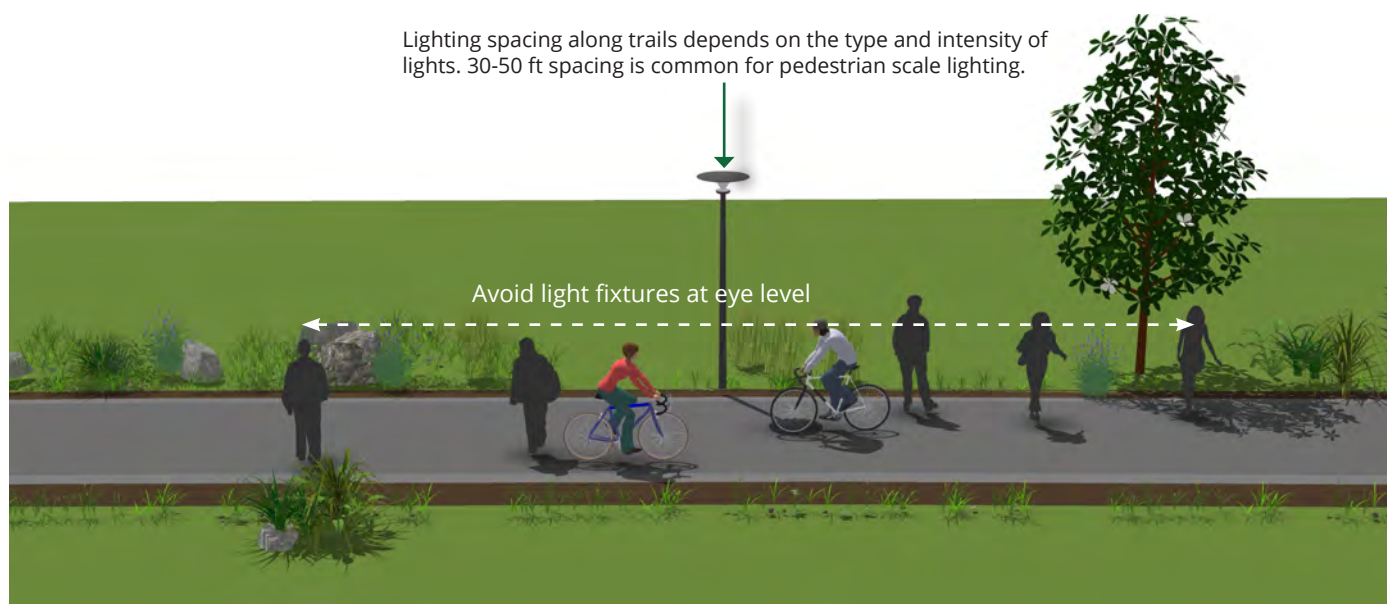 Lighting spacing along trails depends on the type and intensity of
lights. 30-50 ft spacing is common for pedestrian scale lighting.
Avoid light fixtures at eye level